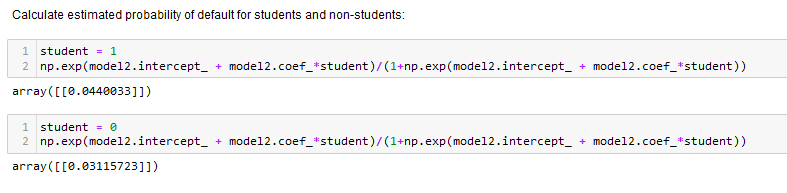 Calculate estimated probability of default for students and non-students:
1 student = 1
2 np.exp(model2.intercept_ + model2.coef_*student)/(1+np.exp(model2.intercept_ + model2.coef_*student))
array([[0.0440033]])
1 student = 0
2 np.exp(model2.intercept_ + model2.coef_*student)/(1+np.exp(model2.intercept_ + model2.coef_*student))
array([[0.03115723]])